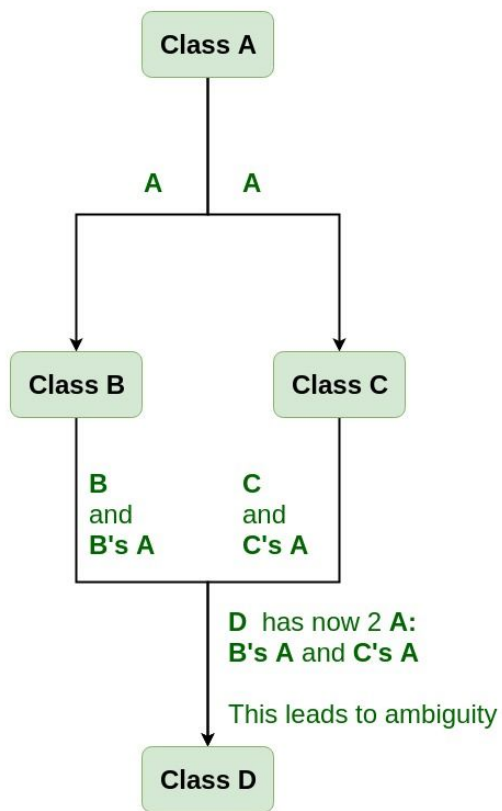 Class A
A
A
Class B
Class C
B
and
B's A
C
and
C's A
D has now 2 A:
B's A and C's A
This leads to ambiguity
Class D